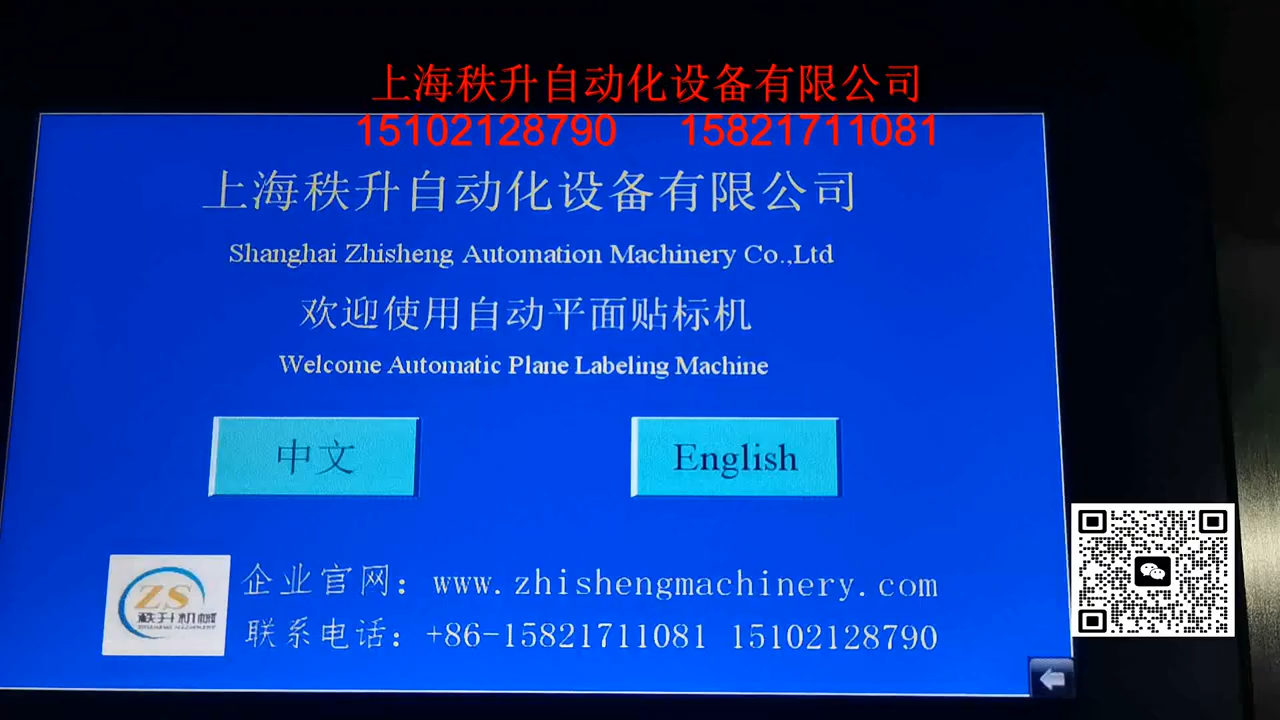 上海秩升自动化设备有限公司
15102128790 15821711081
上海秩升自动化设备有限公司
Shanghai Zhisheng Automation Machinery Co.,Ltd
欢迎使用自动平面贴标机
Welcome Automatic Plane Labeling Machine
中文 English
ZS
秩升机械
企业官网：www.zhishengmachinery.com
联系电话：+86-15821711081 15102128790